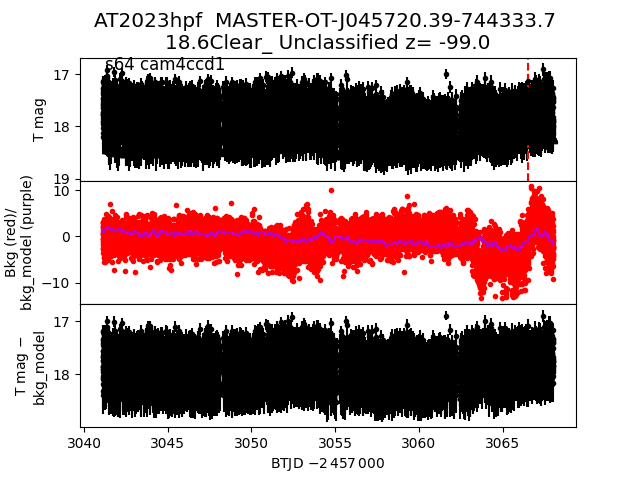 AT2023hpf MASTER-OT-J045720.39-744333.7
18.6Clear_ Unclassified z= -99.0
s64 cam4ccd1
17
18
19
T mag
10
0
−10
Bkg (red)/
bkg_model (purple)
17
18
T mag −
bkg_model
3040 3045 3050 3055 3060 3065
BTJD −2 457 000